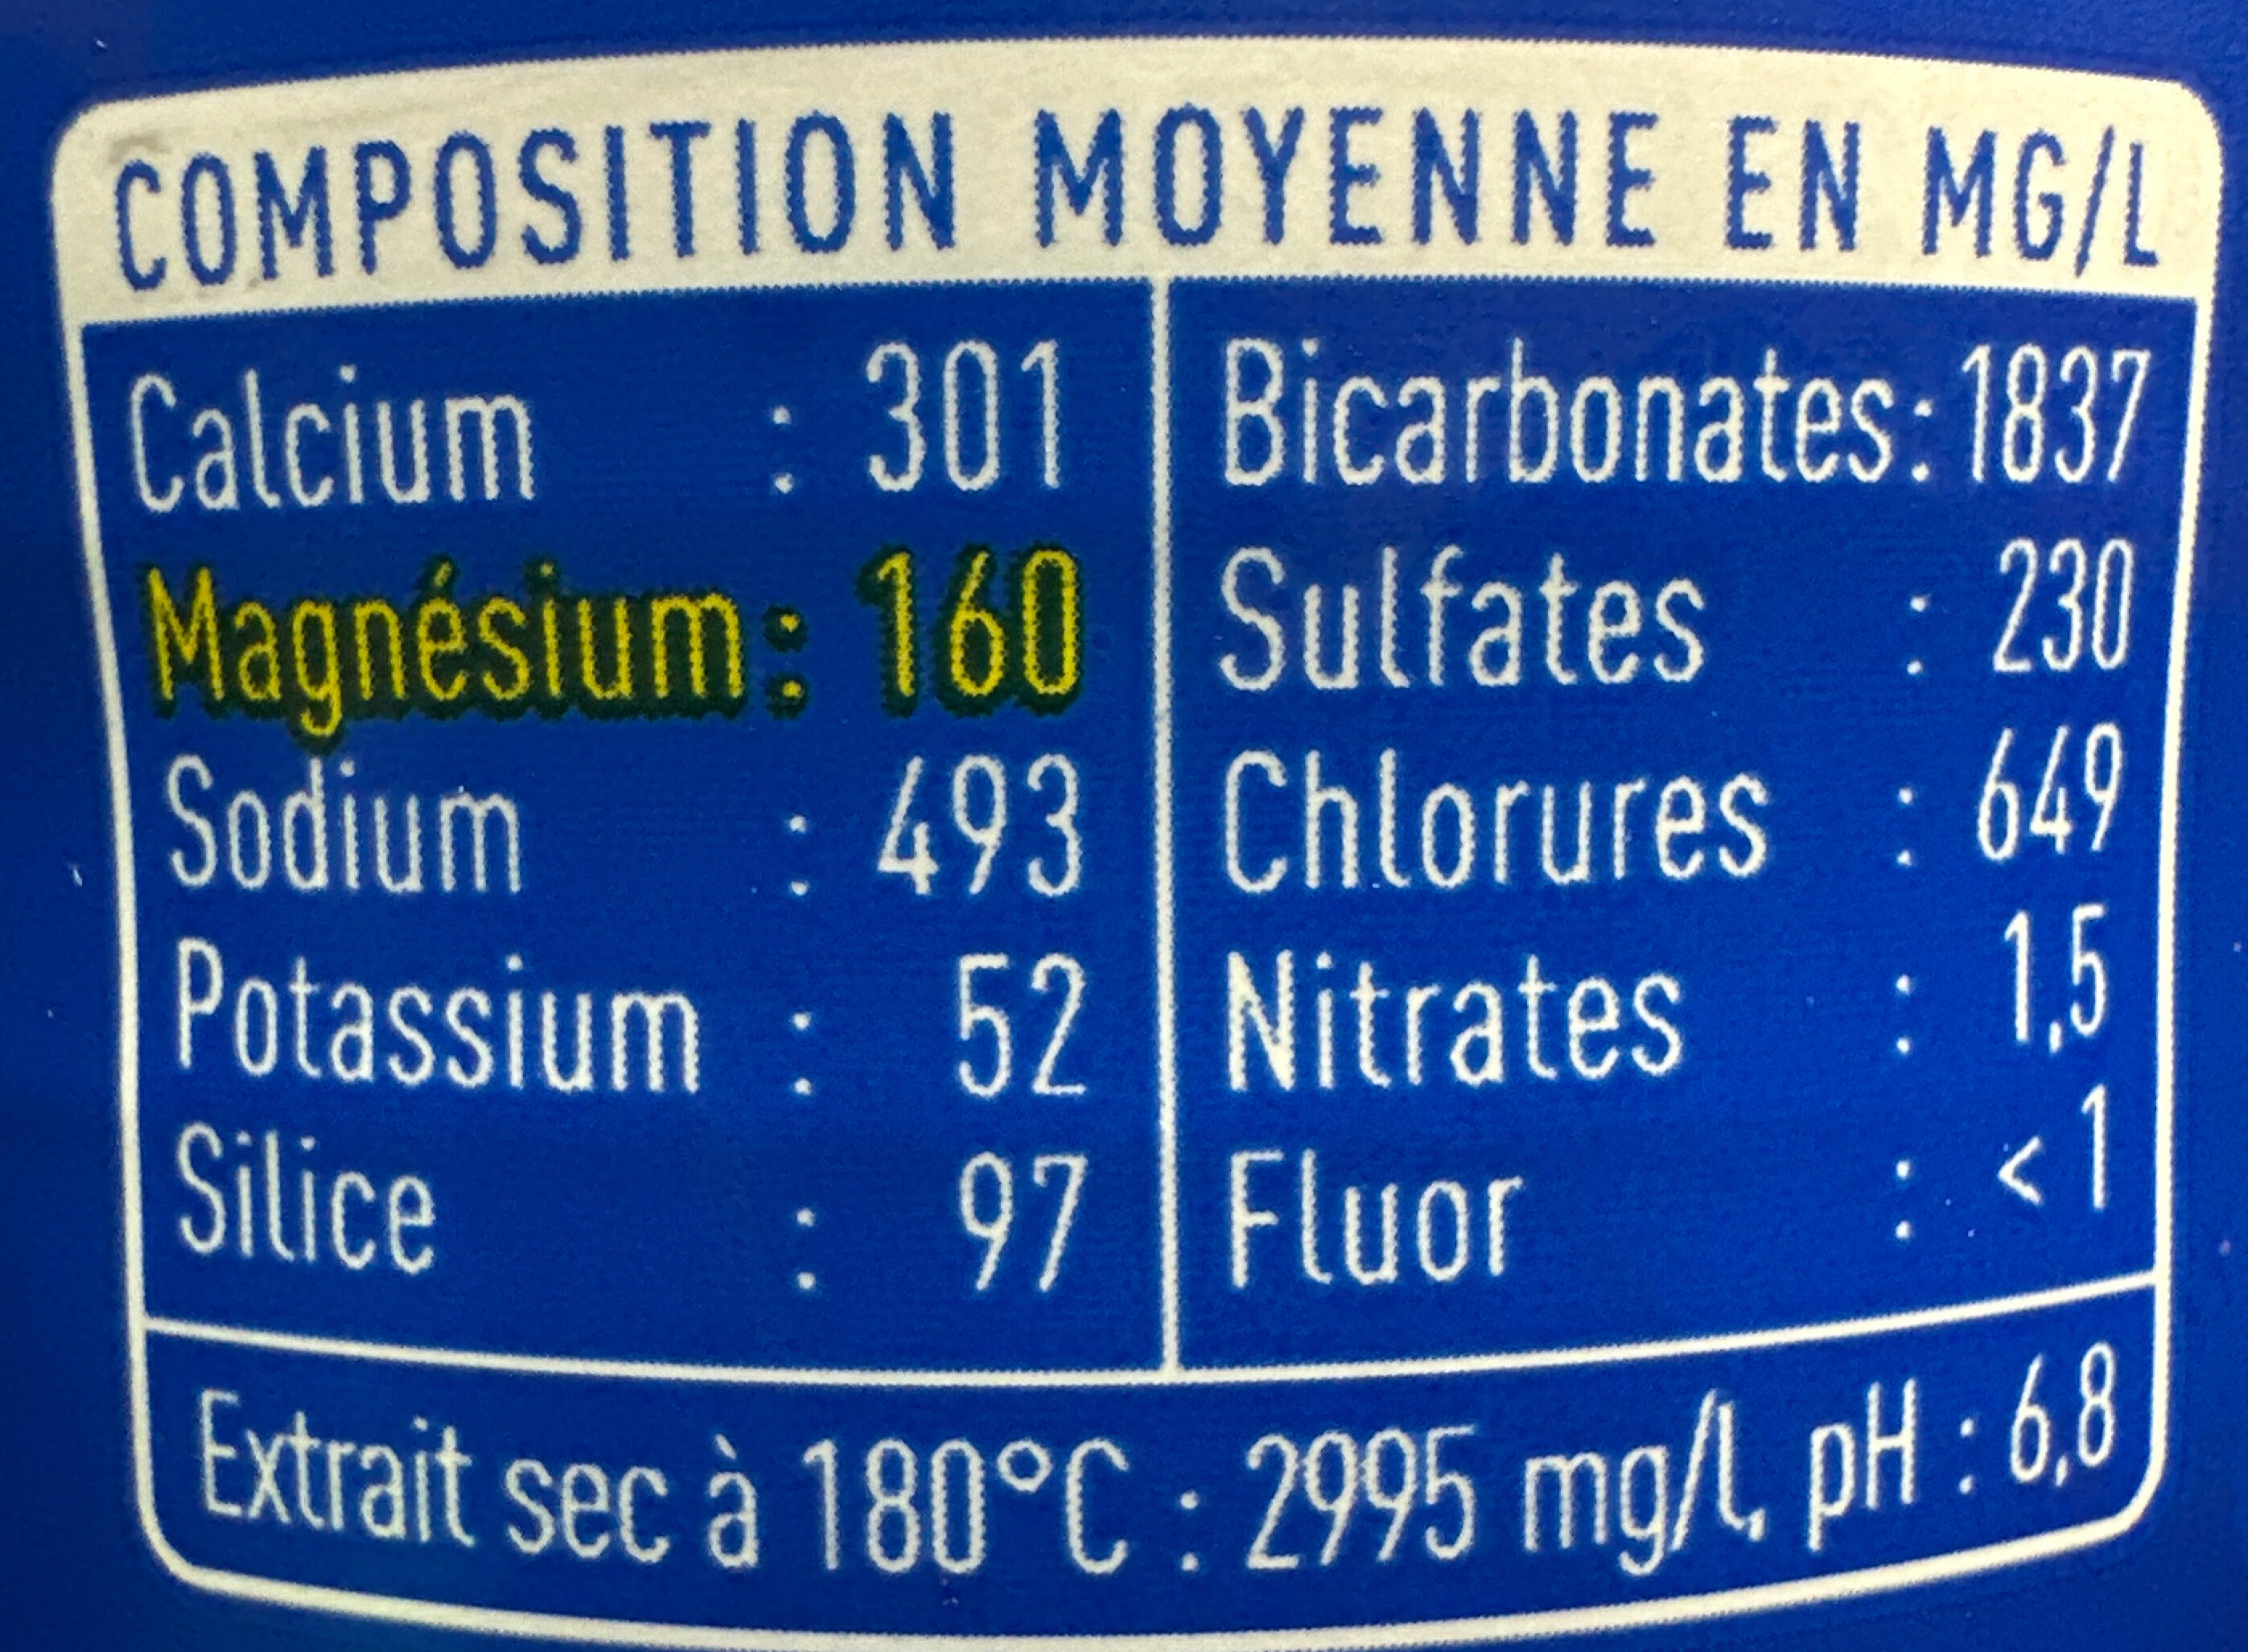 COMPOSITION MOYENNE EN MG/L
Calcium : 301
Magnésium : 160
Sodium : 493
Potassium : 52
Silice : 97
Bicarbonates : 1837
Sulfates : 230
Chlorures : 649
Nitrates : 1,5
Fluor : < 1
Extrait sec à 180°C : 2995 mg/l, pH : 6,8